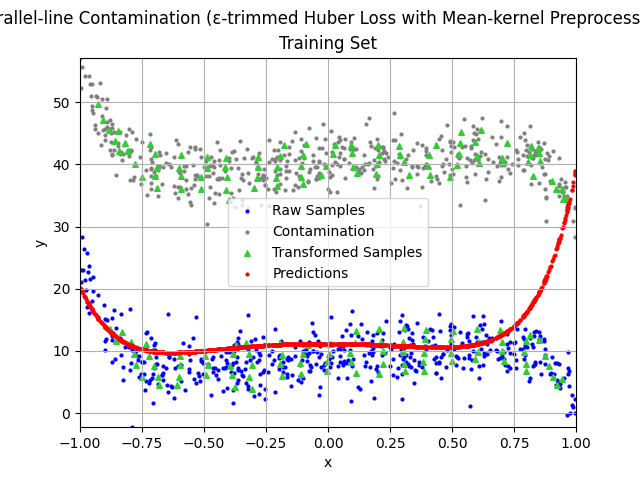 rallel-line Contamination (ε-trimmed Huber Loss with Mean-kernel Preprocess
Training Set
50
40
30
20
10
0
y
Raw Samples
Contamination
Transformed Samples
Predictions
−1.00 −0.75 −0.50 −0.25 0.00 0.25 0.50 0.75 1.00
x